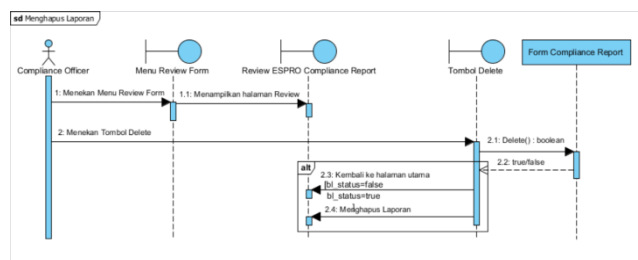 sd Menghapus Laporan
Compliance Officer
Menu Review Form
Review ESPRO Compliance Report
Tombol Delete
Form Compliance Report
1: Menekan Menu Review Form
1.1: Menampilkan halaman Review
2: Menekan Tombol Delete
2.1: Delete() : boolean
2.2: true/false
alt
2.3: Kembali ke halaman utama
bl_status=false
bl_status=true
2.4: Menghapus Laporan